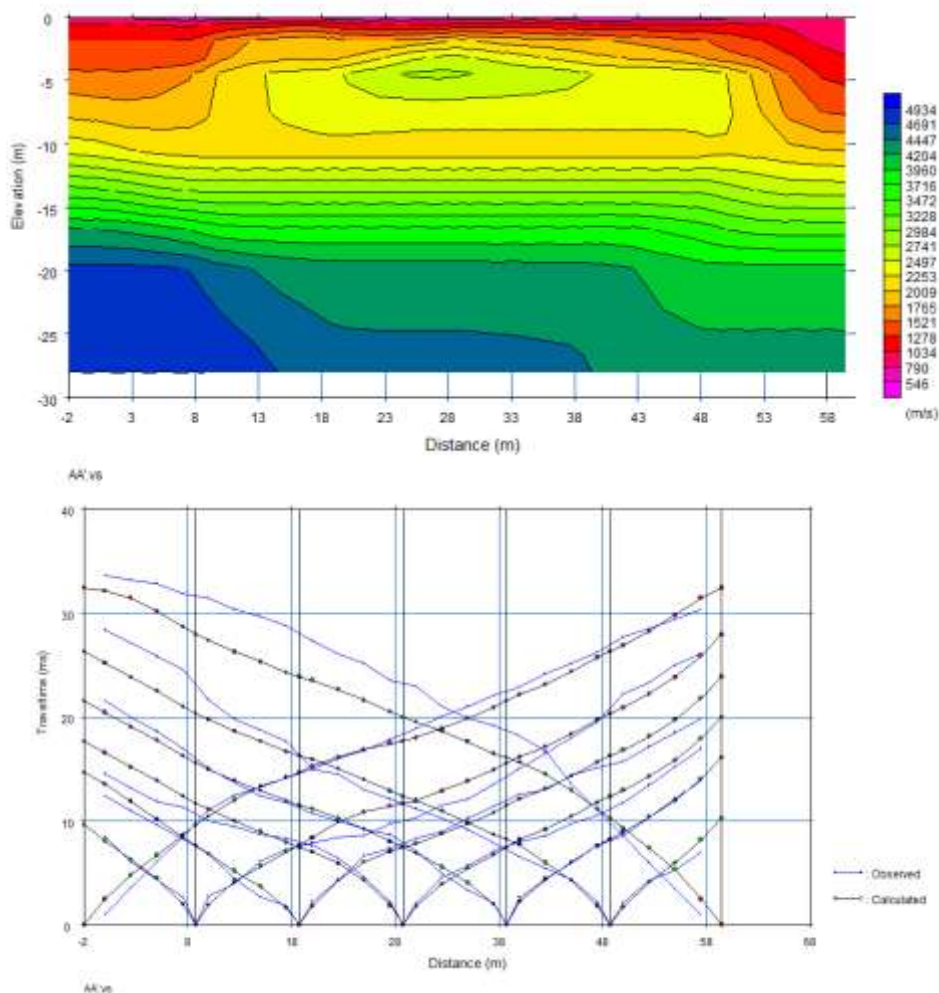 0
-5
-10
-15
-20
-25
-30
Elevation (m)
-2 3 8 13 18 23 28 33 38 43 48 53 58
Distance (m)
4934
4691
4447
4204
3960
3716
3472
3228
2984
2741
2497
2253
2009
1765
1521
1278
1034
790
546
(m/s)
AA'.vs
40
30
20
10
0
Traveltime (ms)
-2 8 18 28 38 48 58 68
Distance (m)
: Observed
: Calculated
AA'.vs